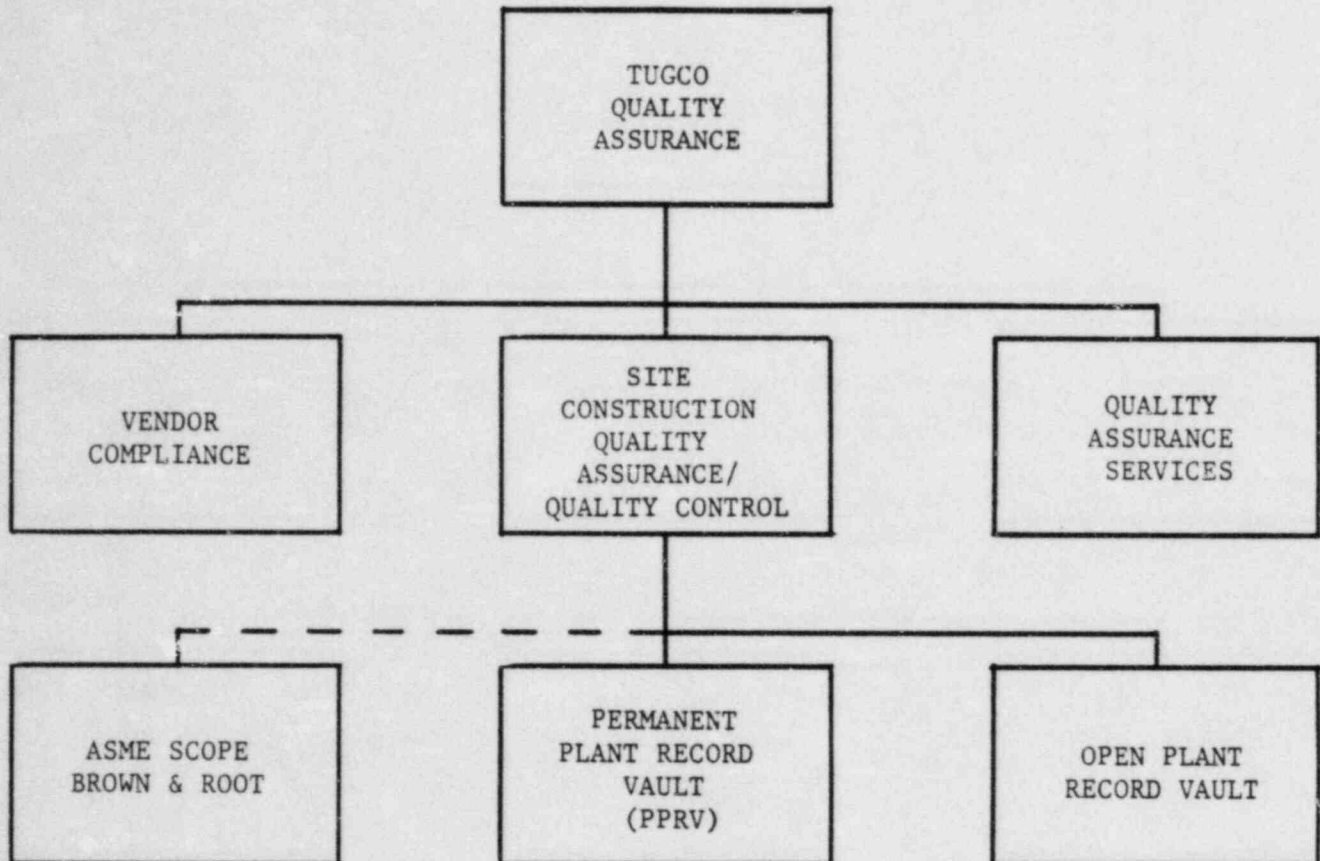 TUGCO
QUALITY
ASSURANCE
VENDOR
COMPLIANCE
SITE
CONSTRUCTION
QUALITY
ASSURANCE/
QUALITY CONTROL
QUALITY
ASSURANCE
SERVICES
ASME SCOPE
BROWN & ROOT
PERMANENT
PLANT RECORD
VAULT
(PPRV)
OPEN PLANT
RECORD VAULT